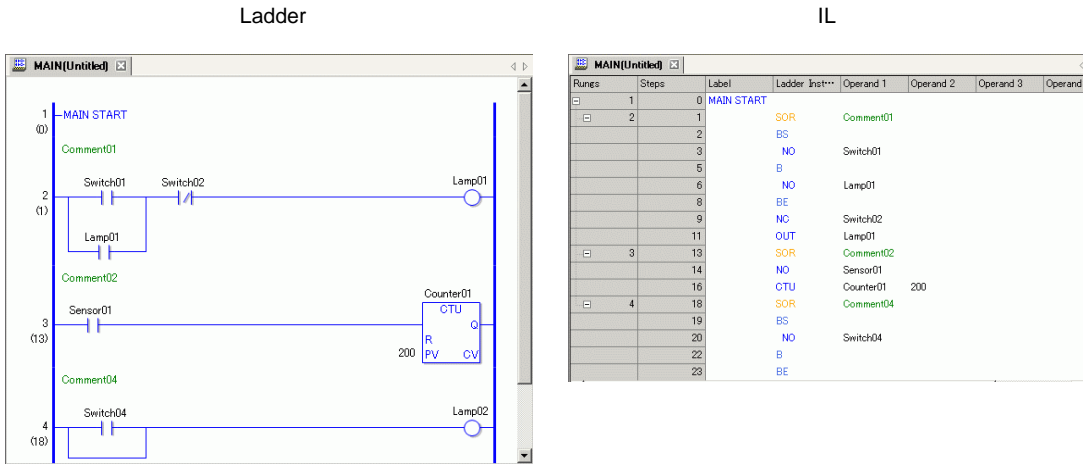 Ladder
IL
MAIN(Untitled)
1 MAIN START
(0)
Comment01
Switch01 Switch02 Lamp01
2
(1)
Lamp01
Comment02
Counter01
Sensor01 CTU
3 Q
(13) R
200 PV CV
Comment04
Switch04 Lamp02
4
(18)
MAIN(Untitled)
Rungs Steps Label Ladder Inst··· Operand 1 Operand 2 Operand 3 Operand
1 0 MAIN START
2 1 SOR Comment01
2 BS
3 NO Switch01
5 B
6 NO Lamp01
8 BE
9 NC Switch02
11 OUT Lamp01
3 13 SOR Comment02
14 NO Sensor01
16 CTU Counter01 200
4 18 SOR Comment04
19 BS
20 NO Switch04
22 B
23 BE